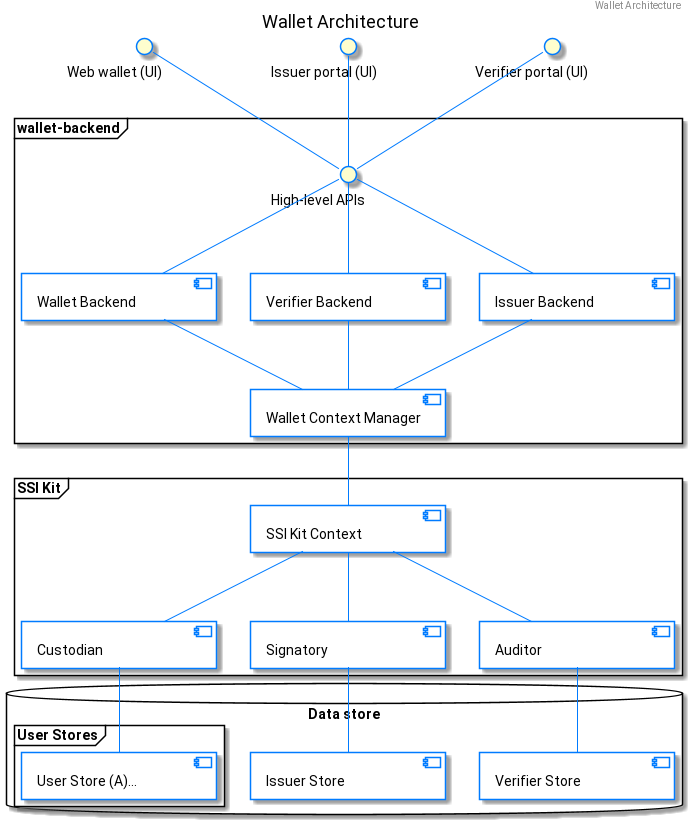 Wallet Architecture
Wallet Architecture
Web wallet (UI)
Issuer portal (UI)
Verifier portal (UI)
wallet-backend
High-level APIs
Wallet Backend
Verifier Backend
Issuer Backend
Wallet Context Manager
SSI Kit
SSI Kit Context
Custodian
Signatory
Auditor
Data store
User Stores
User Store (A)...
Issuer Store
Verifier Store